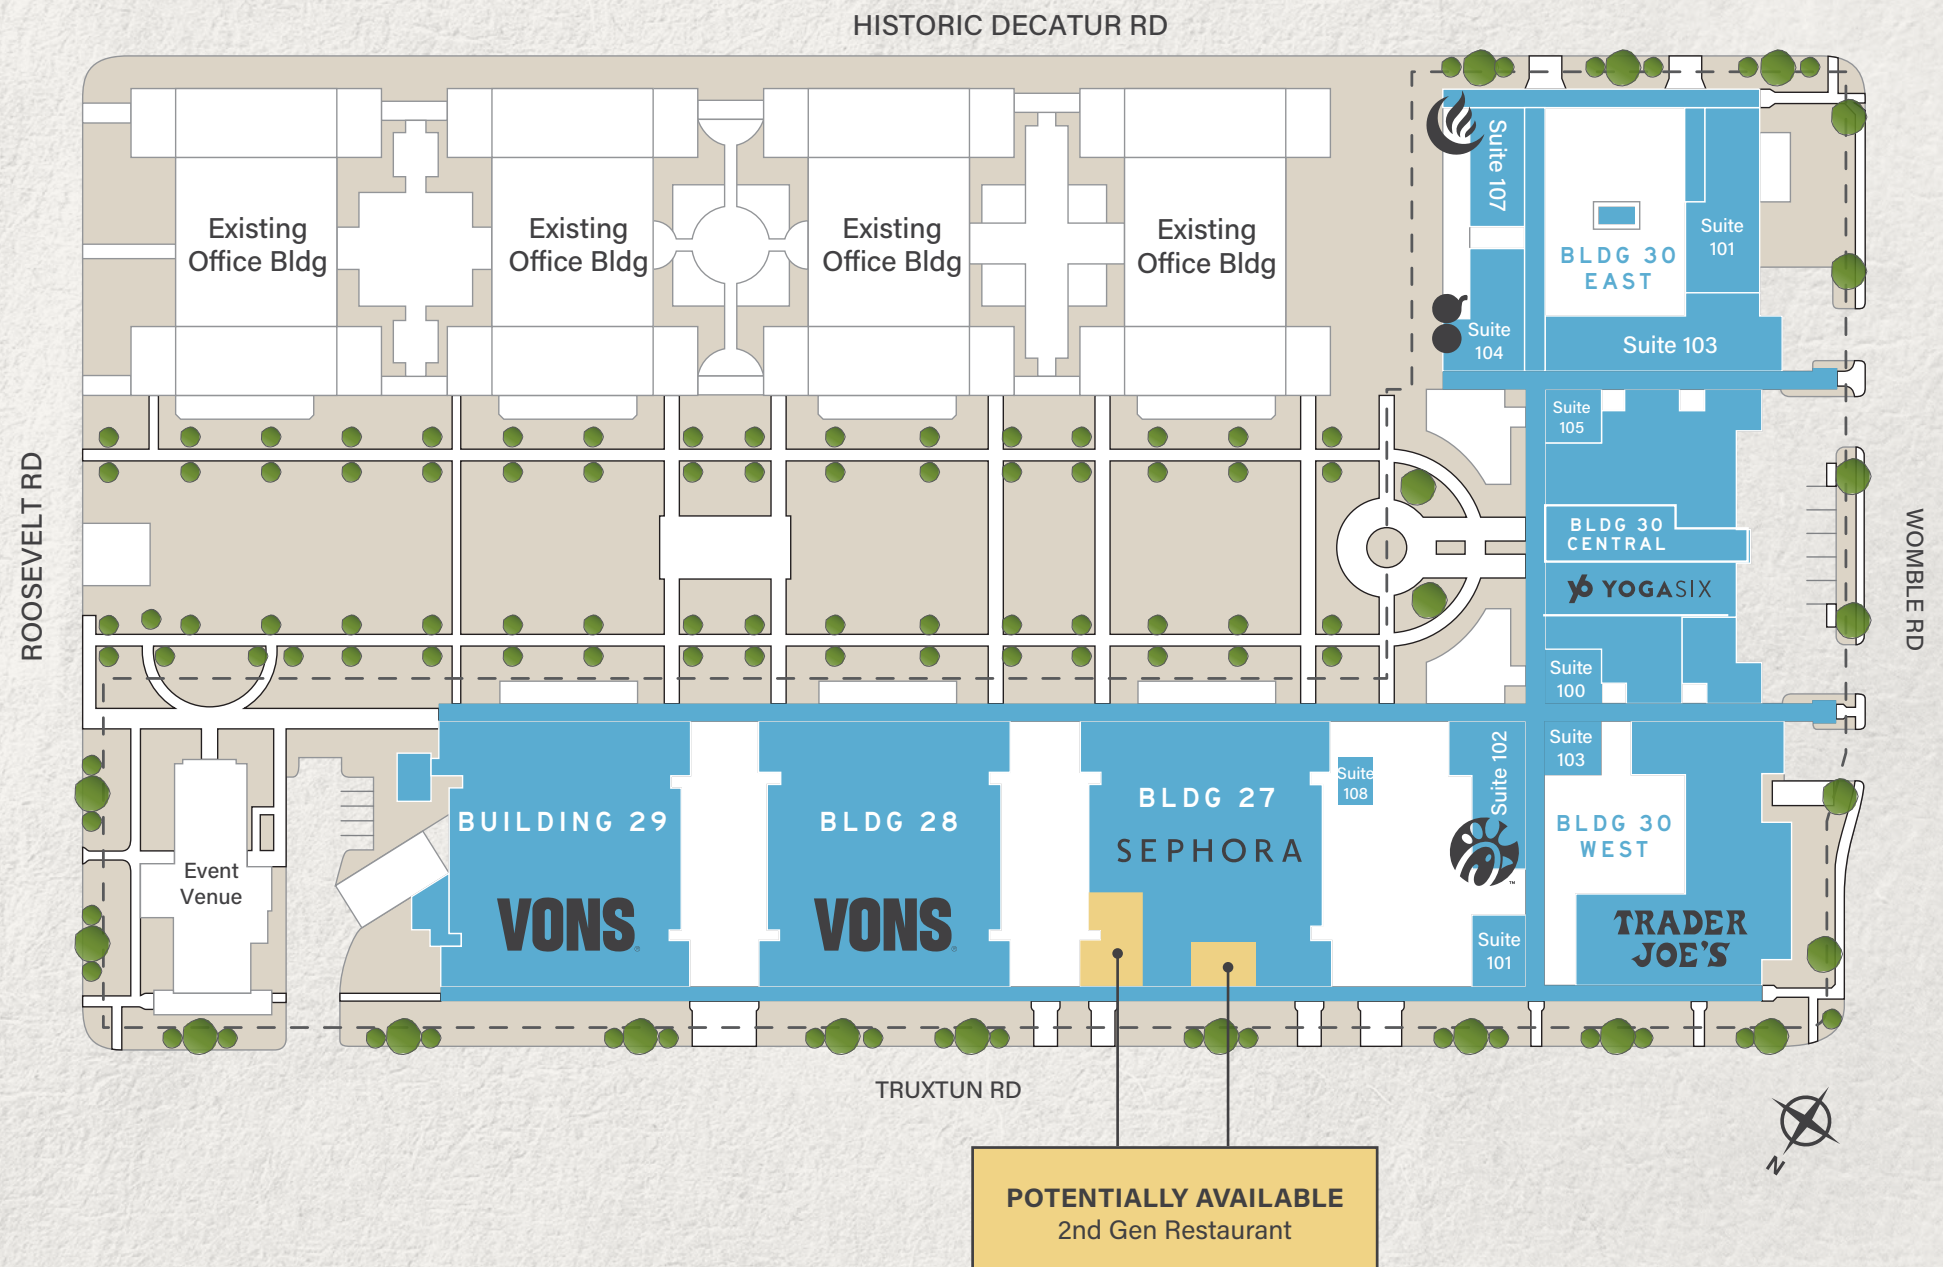 HISTORIC DECATUR RD
Existing
Office Bldg
Existing
Office Bldg
Existing
Office Bldg
Existing
Office Bldg
Suite 107
Suite
104
BLDG 30
EAST
Suite
101
Suite 103
ROOSEVELT RD
WOMBLE RD
Suite
105
BLDG 30
CENTRAL
y6 YOGASIX
Suite
100
Event
Venue
BUILDING 29
VONS
BLDG 28
VONS
BLDG 27
SEPHORA
Suite
108
Suite 102
™
Suite
101
Suite
103
BLDG 30
WEST
TRADER
JOE'S
TRUXTUN RD
N
POTENTIALLY AVAILABLE
2nd Gen Restaurant